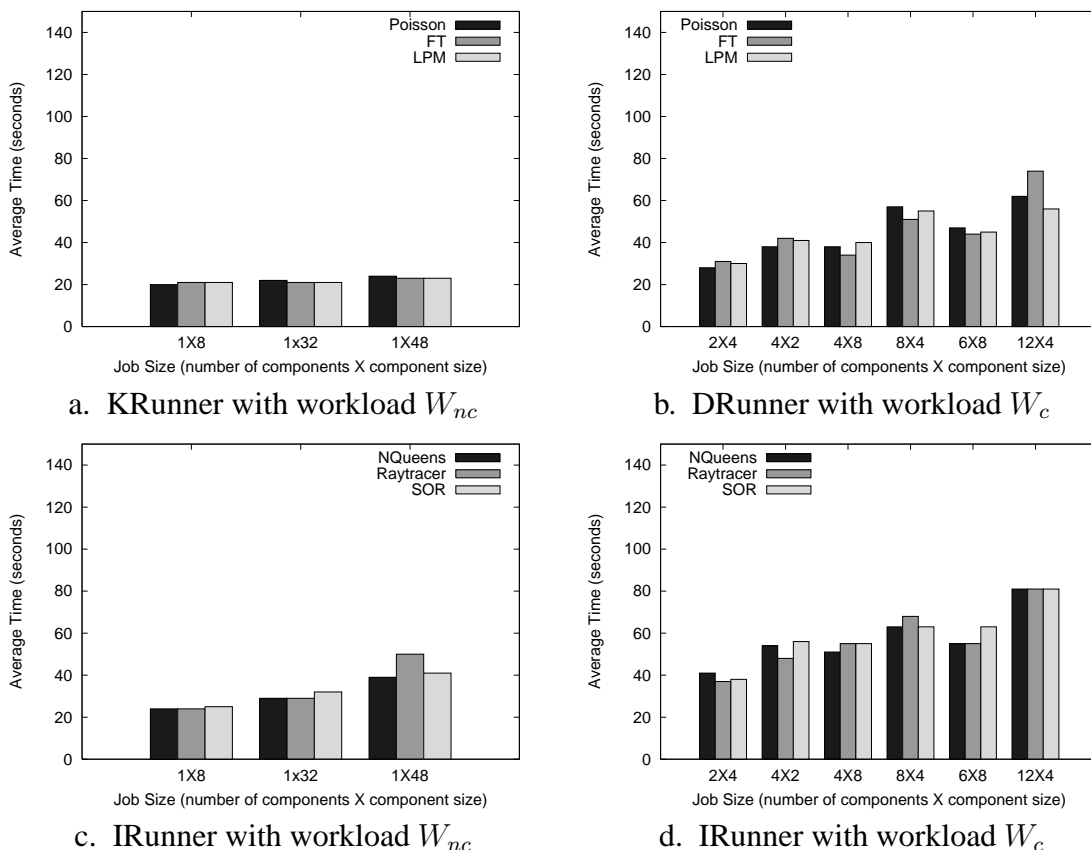 Poisson
FT
LPM
Average Time (seconds)
140
120
100
80
60
40
20
0
1X8 1x32 1X48
Job Size (number of components X component size)
a. KRunner with workload W_nc
Poisson
FT
LPM
Average Time (seconds)
140
120
100
80
60
40
20
0
2X4 4X2 4X8 8X4 6X8 12X4
Job Size (number of components X component size)
b. DRunner with workload W_c
NQueens
Raytracer
SOR
Average Time (seconds)
140
120
100
80
60
40
20
0
1X8 1x32 1X48
Job Size (number of components X component size)
c. IRunner with workload W_nc
NQueens
Raytracer
SOR
Average Time (seconds)
140
120
100
80
60
40
20
0
2X4 4X2 4X8 8X4 6X8 12X4
Job Size (number of components X component size)
d. IRunner with workload W_c